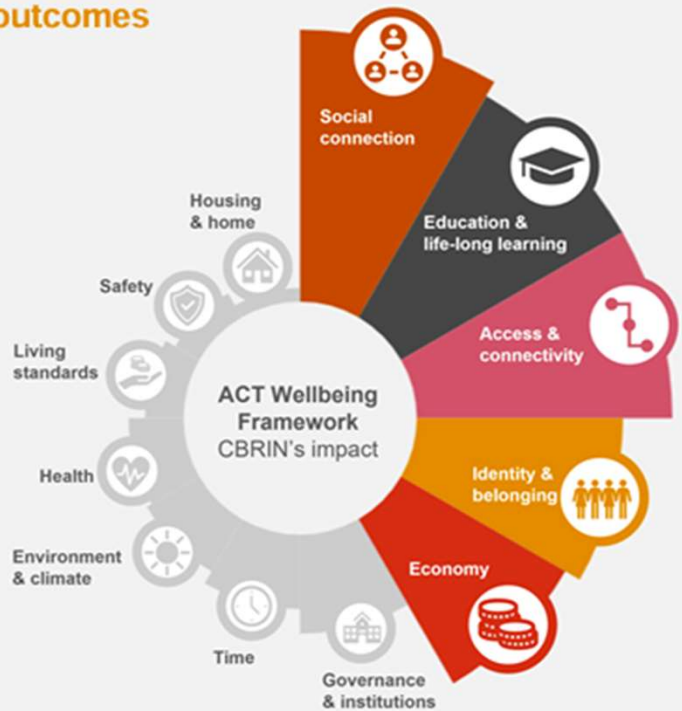 outcomes
Social
connection
Education &
life-long learning
Access &
connectivity
Identity &
belonging
Economy
Governance
& institutions
Time
Environment
& climate
Health
Living
standards
Safety
Housing
& home
ACT Wellbeing
Framework
CBRIN's impact